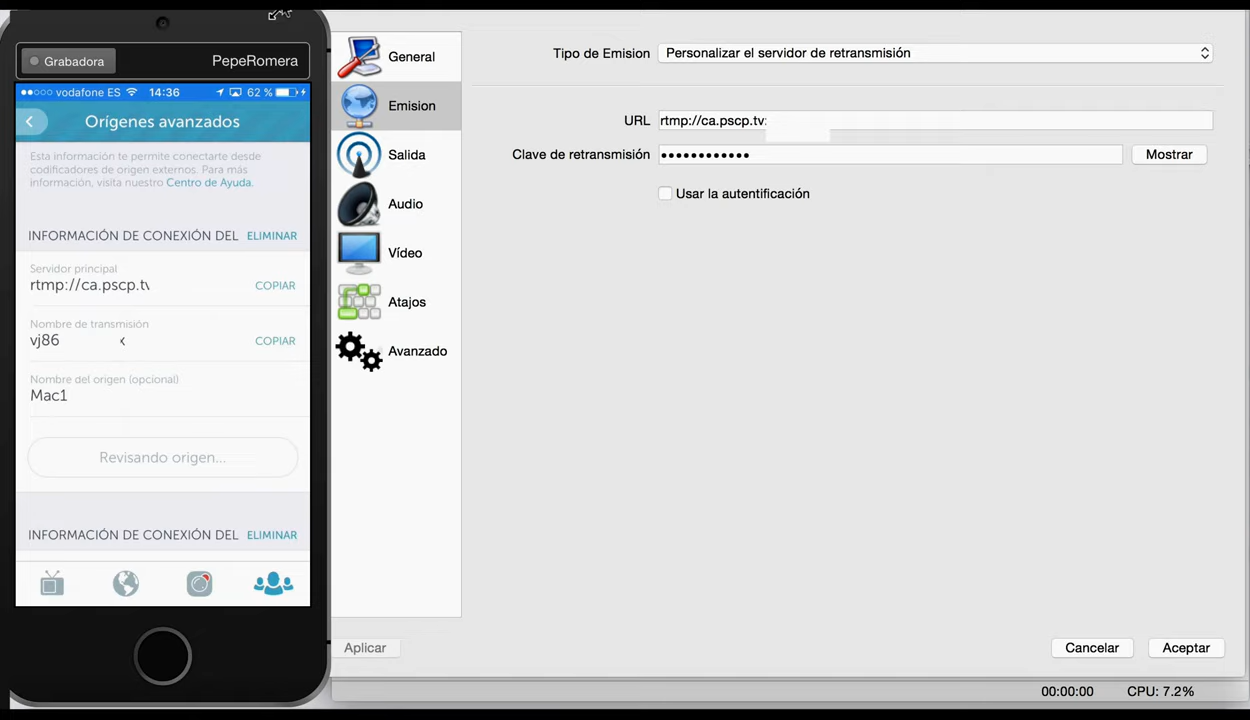 Grabadora
PepeRomera
vodafone ES 14:36 62 %
Orígenes avanzados
Esta información te permite conectarte desde
codificadores de origen externos. Para más
información, visita nuestro Centro de Ayuda.
INFORMACIÓN DE CONEXIÓN DEL ELIMINAR
Servidor principal
rtmp://ca.pscp.tv
COPIAR
Nombre de transmisión
vj86 x
COPIAR
Nombre del origen (opcional)
Mac1
Revisando origen...
INFORMACIÓN DE CONEXIÓN DEL ELIMINAR
General
Emision
Salida
Audio
Vídeo
Atajos
Avanzado
Tipo de Emision Personalizar el servidor de retransmisión
URL rtmp://ca.pscp.tv:
Clave de retransmisión ●●●●●●●●●●●● Mostrar
Usar la autentificación
Aplicar
Cancelar Aceptar
00:00:00 CPU: 7.2%